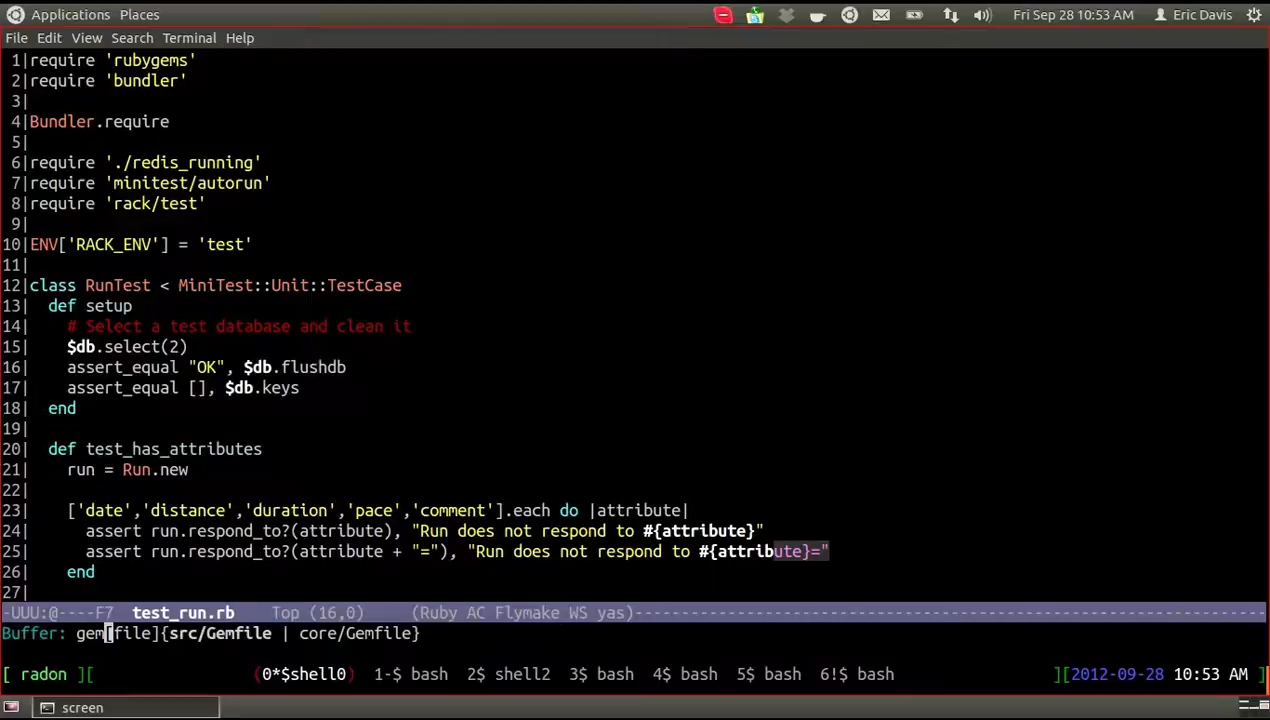 Applications Places Fri Sep 28 10:53 AM Eric Davis
File Edit View Search Terminal Help
1|require 'rubygems'
2|require 'bundler'
3|
4|Bundler.require
5|
6|require './redis_running'
7|require 'minitest/autorun'
8|require 'rack/test'
9|
10|ENV['RACK_ENV'] = 'test'
11|
12|class RunTest < MiniTest::Unit::TestCase
13|  def setup
14|    # Select a test database and clean it
15|    $db.select(2)
16|    assert_equal "OK", $db.flushdb
17|    assert_equal [], $db.keys
18|  end
19|
20|  def test_has_attributes
21|    run = Run.new
22|
23|    ['date','distance','duration','pace','comment'].each do |attribute|
24|      assert run.respond_to?(attribute), "Run does not respond to #{attribute}"
25|      assert run.respond_to?(attribute + "="), "Run does not respond to #{attribute}="
26|    end
27|
-UUU:@----F7  test_run.rb    Top (16,0)    (Ruby AC Flymake WS yas)--------------------------------------------------------------------
Buffer: gem[file]{src/Gemfile | core/Gemfile}
[ radon ][ (0*$shell0) 1-$ bash 2$ shell2 3$ bash 4$ bash 5$ bash 6!$ bash ][2012-09-28 10:53 AM ]
screen